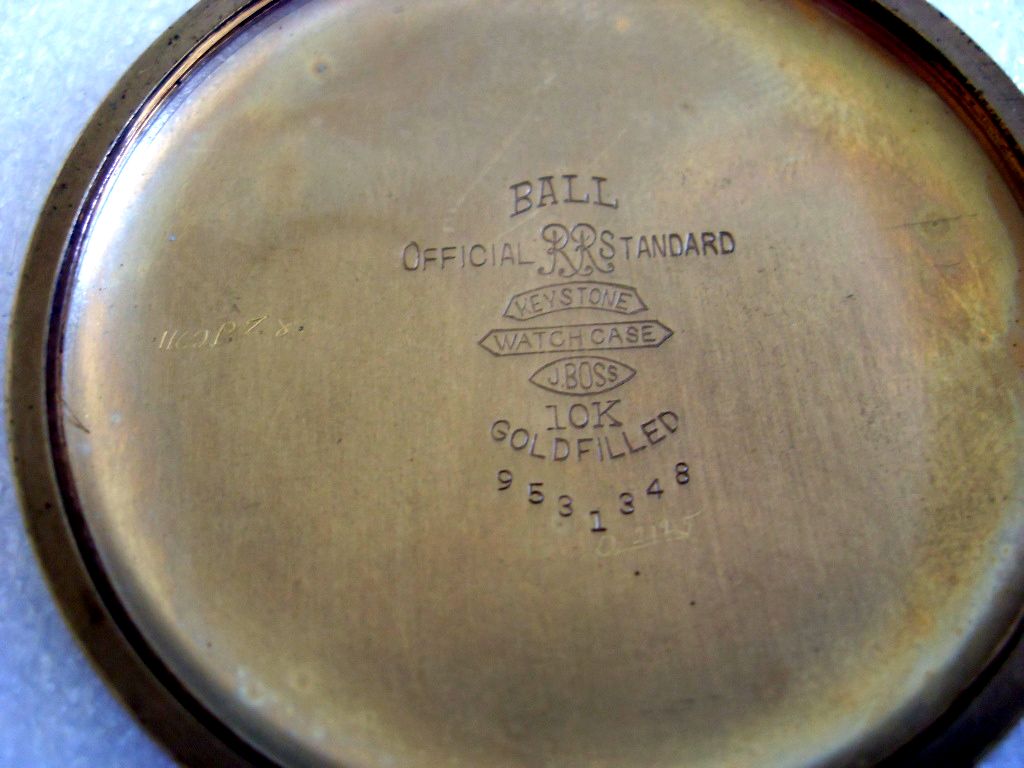 BALL
OFFICIAL RR STANDARD
KEYSTONE
WATCH CASE
J.BOSS
10K
GOLDFILLED
9531348